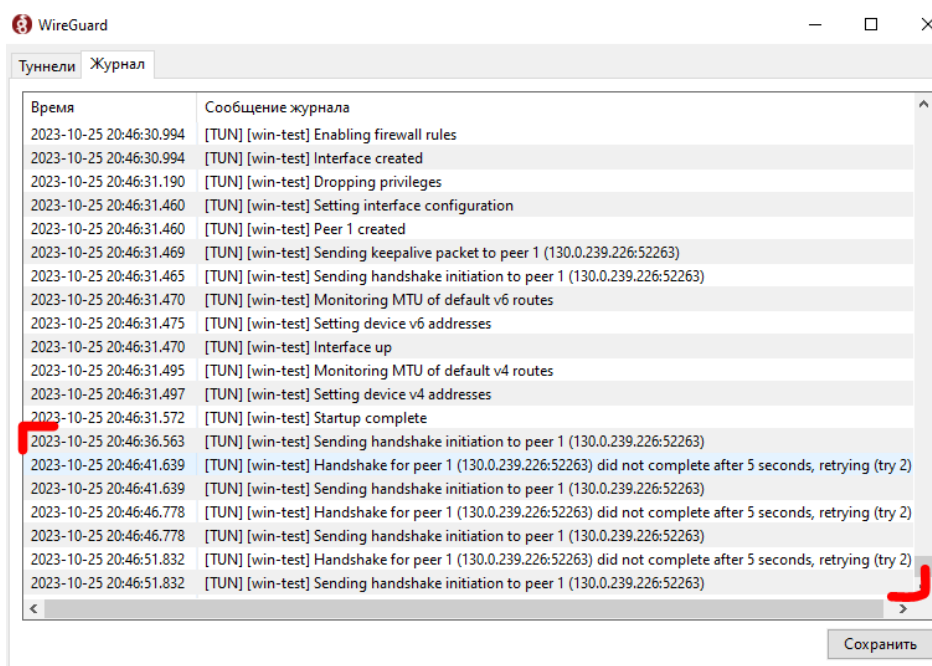 WireGuard
Туннели Журнал
Время Сообщение журнала
2023-10-25 20:46:30.994 [TUN] [win-test] Enabling firewall rules
2023-10-25 20:46:30.994 [TUN] [win-test] Interface created
2023-10-25 20:46:31.190 [TUN] [win-test] Dropping privileges
2023-10-25 20:46:31.460 [TUN] [win-test] Setting interface configuration
2023-10-25 20:46:31.460 [TUN] [win-test] Peer 1 created
2023-10-25 20:46:31.469 [TUN] [win-test] Sending keepalive packet to peer 1 (130.0.239.226:52263)
2023-10-25 20:46:31.465 [TUN] [win-test] Sending handshake initiation to peer 1 (130.0.239.226:52263)
2023-10-25 20:46:31.470 [TUN] [win-test] Monitoring MTU of default v6 routes
2023-10-25 20:46:31.475 [TUN] [win-test] Setting device v6 addresses
2023-10-25 20:46:31.470 [TUN] [win-test] Interface up
2023-10-25 20:46:31.495 [TUN] [win-test] Monitoring MTU of default v4 routes
2023-10-25 20:46:31.497 [TUN] [win-test] Setting device v4 addresses
2023-10-25 20:46:31.572 [TUN] [win-test] Startup complete
2023-10-25 20:46:36.563 [TUN] [win-test] Sending handshake initiation to peer 1 (130.0.239.226:52263)
2023-10-25 20:46:41.639 [TUN] [win-test] Handshake for peer 1 (130.0.239.226:52263) did not complete after 5 seconds, retrying (try 2)
2023-10-25 20:46:41.639 [TUN] [win-test] Sending handshake initiation to peer 1 (130.0.239.226:52263)
2023-10-25 20:46:46.778 [TUN] [win-test] Handshake for peer 1 (130.0.239.226:52263) did not complete after 5 seconds, retrying (try 2)
2023-10-25 20:46:46.778 [TUN] [win-test] Sending handshake initiation to peer 1 (130.0.239.226:52263)
2023-10-25 20:46:51.832 [TUN] [win-test] Handshake for peer 1 (130.0.239.226:52263) did not complete after 5 seconds, retrying (try 2)
2023-10-25 20:46:51.832 [TUN] [win-test] Sending handshake initiation to peer 1 (130.0.239.226:52263)
Сохранить